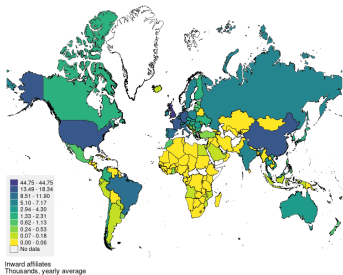 44.75 - 44.75
13.49 - 18.34
8.51 - 11.90
5.10 - 7.17
2.94 - 4.30
1.33 - 2.31
0.62 - 1.13
0.24 - 0.53
0.07 - 0.18
0.00 - 0.06
No data
Inward affiliates
Thousands, yearly average